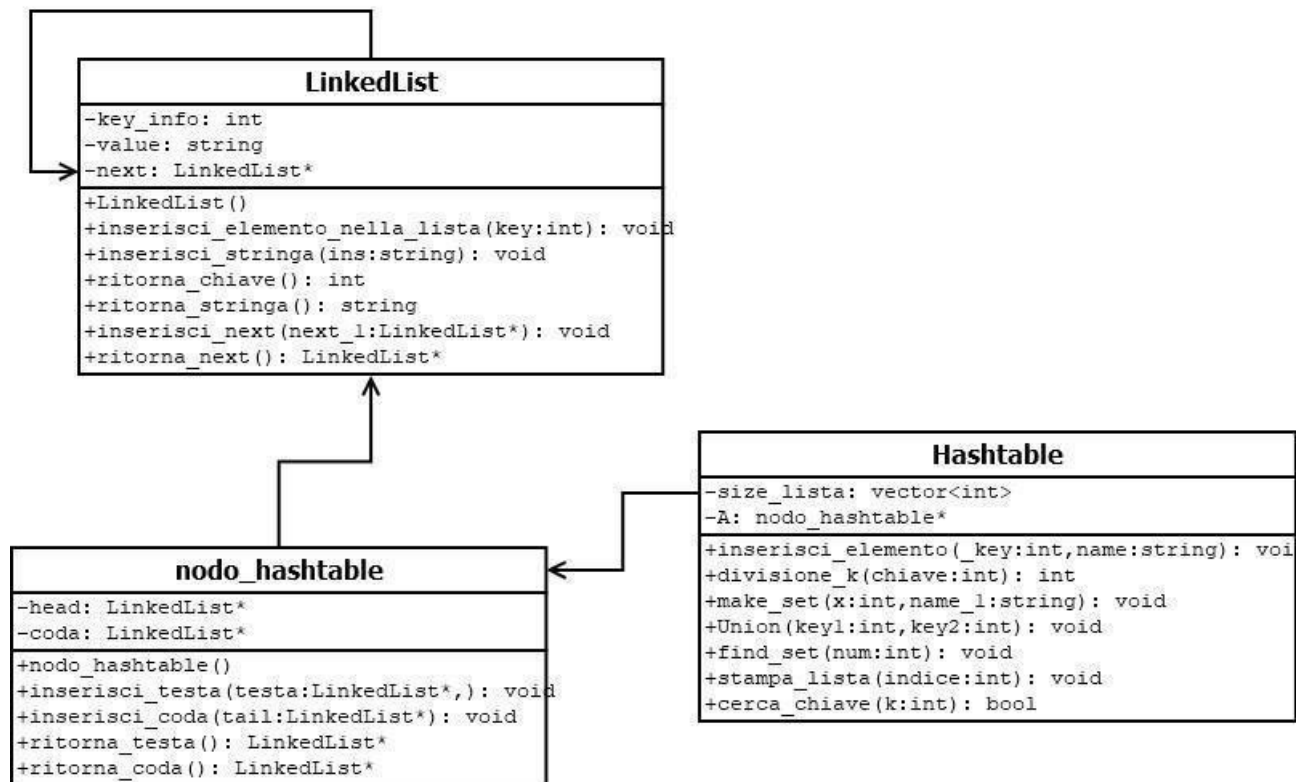 LinkedList
-key_info: int
-value: string
-next: LinkedList*
+LinkedList()
+inserisci_elemento_nella_lista(key:int): void
+inserisci_stringa(ins:string): void
+ritorna_chiave(): int
+ritorna_stringa(): string
+inserisci_next(next_l:LinkedList*): void
+ritorna_next(): LinkedList*
Hashtable
-size_lista: vector<int>
-A: nodo_hashtable*
+inserisci_elemento(_key:int,name:string): voi
+divisione_k(chiave:int): int
+make_set(x:int,name_1:string): void
+Union(key1:int,key2:int): void
+find_set(num:int): void
+stampa_lista(indice:int): void
+cerca_chiave(k:int): bool
nodo_hashtable
-head: LinkedList*
-coda: LinkedList*
+nodo_hashtable()
+inserisci_testa(testa:LinkedList*,): void
+inserisci_coda(tail:LinkedList*): void
+ritorna_testa(): LinkedList*
+ritorna_coda(): LinkedList*